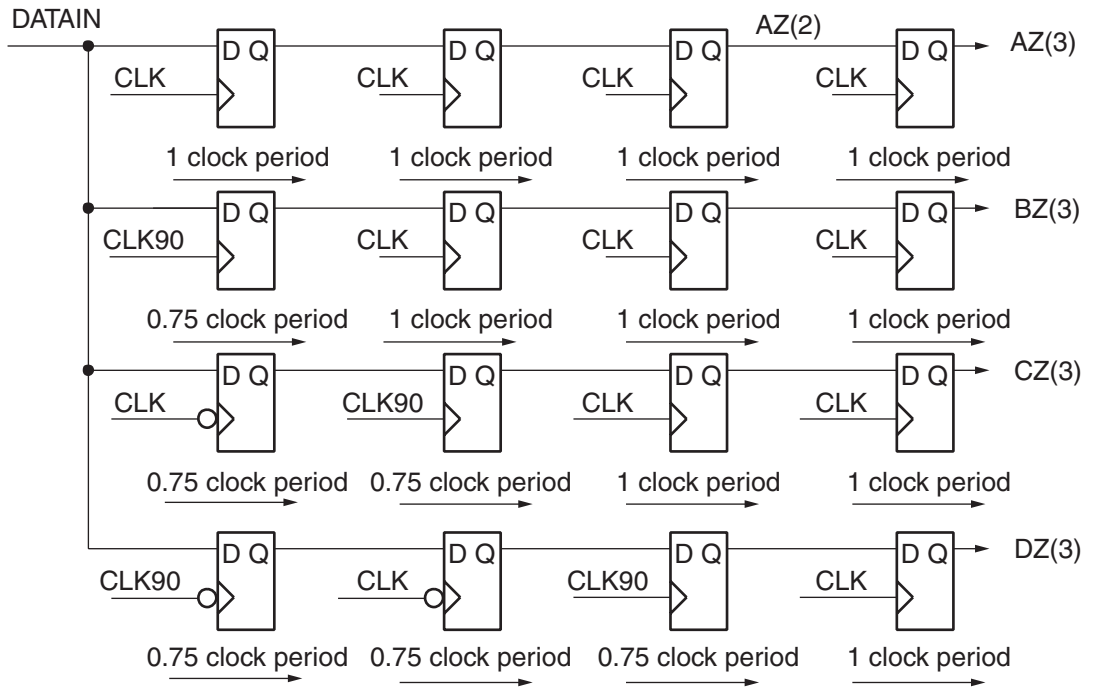 DATAIN
AZ(2)
D Q D Q D Q D Q AZ(3)
CLK CLK CLK CLK
1 clock period 1 clock period 1 clock period 1 clock period
D Q D Q D Q D Q BZ(3)
CLK90 CLK CLK CLK
0.75 clock period 1 clock period 1 clock period 1 clock period
D Q D Q D Q D Q CZ(3)
CLK CLK90 CLK CLK
0.75 clock period 0.75 clock period 1 clock period 1 clock period
D Q D Q D Q D Q DZ(3)
CLK90 CLK CLK90 CLK
0.75 clock period 0.75 clock period 0.75 clock period 1 clock period